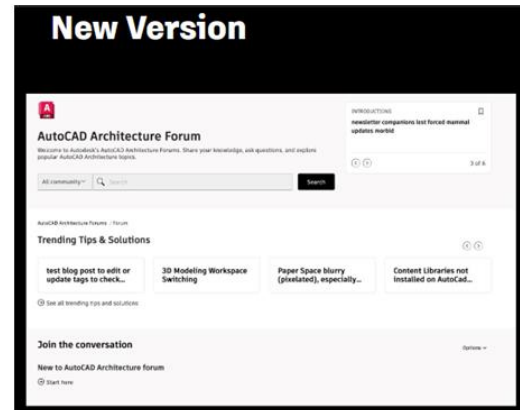 New Version
INTRODUCTIONS
newsletter companions lest forced mammal
updates morbid
3 of 6
AutoCAD Architecture Forum
Welcome to Autodesk's AutoCAD Architecture Forums. Share your knowledge, ask questions, and explore
popular AutoCAD Architecture topics.
All community
Search
Search
AutoCAD Architecture Forums / Forum
Trending Tips & Solutions
test blog post to edit or
update tags to check...
3D Modeling Workspace
Switching
Paper Space blurry
(pixelated), especially...
Content Libraries not
installed on AutoCad...
See all trending tips and solutions
Join the conversation
Options
New to AutoCAD Architecture forum
Start here